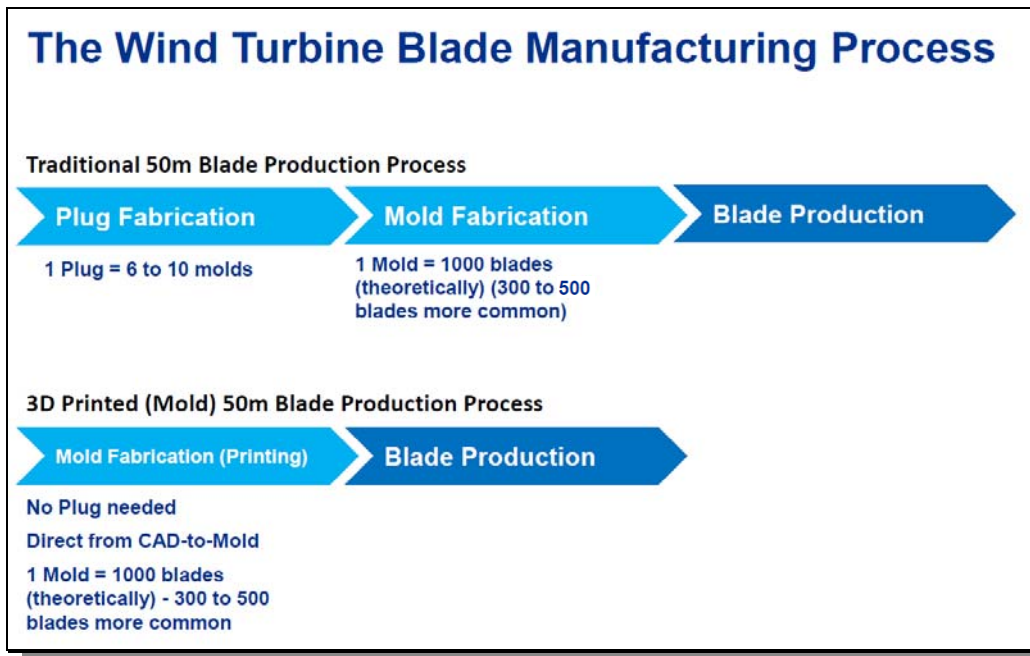 The Wind Turbine Blade Manufacturing Process
Traditional 50m Blade Production Process
Plug Fabrication
Mold Fabrication
Blade Production
1 Plug = 6 to 10 molds
1 Mold = 1000 blades
(theoretically) (300 to 500
blades more common)
3D Printed (Mold) 50m Blade Production Process
Mold Fabrication (Printing)
Blade Production
No Plug needed
Direct from CAD-to-Mold
1 Mold = 1000 blades
(theoretically) - 300 to 500
blades more common